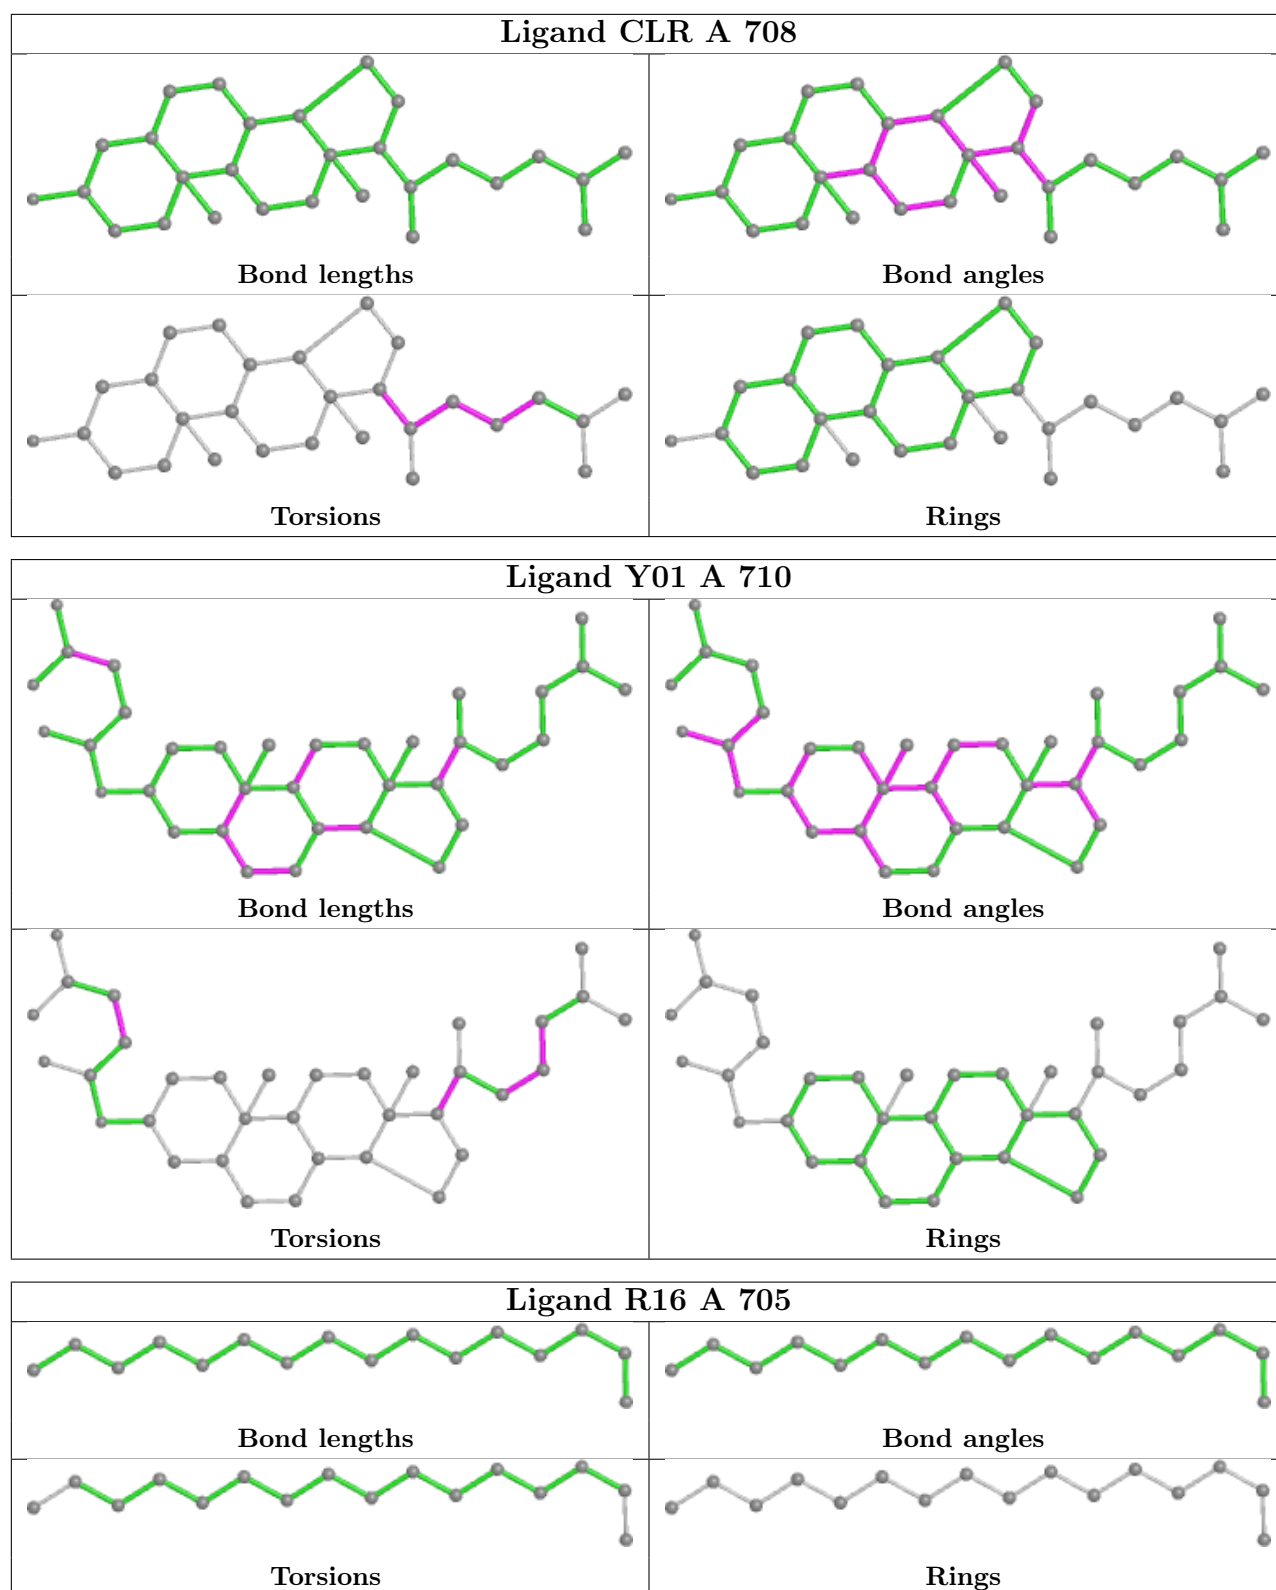 Ligand CLR A 708
Bond lengths
Bond angles
Torsions
Rings
Ligand Y01 A 710
Bond lengths
Bond angles
Torsions
Rings
Ligand R16 A 705
Bond lengths
Bond angles
Torsions
Rings